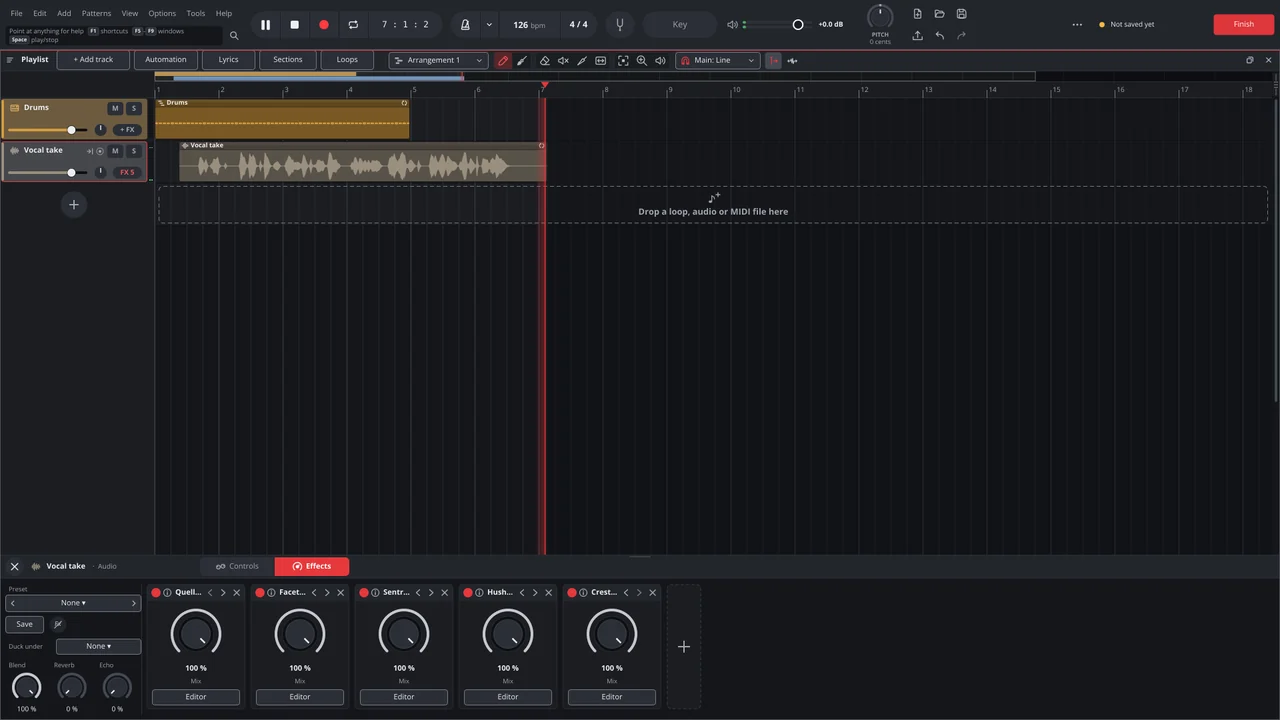 File Edit Add Patterns View Options Tools Help
Point at anything for help F1 shortcuts F5 - F9 windows
Space play/stop
7 : 1 : 2
126 bpm
4 / 4
Key
+0.0 dB
PITCH
0 cents
Not saved yet
Finish
Playlist
+ Add track
Automation
Lyrics
Sections
Loops
Arrangement 1
Main: Line
1 2 3 4 5 6 7 8 9 10 11 12 13 14 15 16 17 18
Drums M S
+ FX
Drums
Vocal take M S
FX 5
Vocal take
Drop a loop, audio or MIDI file here
Vocal take · Audio
Controls
Effects
Preset
None ▾
Save
Duck under None ▾
Blend Reverb Echo
100 % 0 % 0 %
Quell... Facet... Sentr... Hush... Crest...
100 % 100 % 100 % 100 % 100 %
Mix Mix Mix Mix Mix
Editor Editor Editor Editor Editor